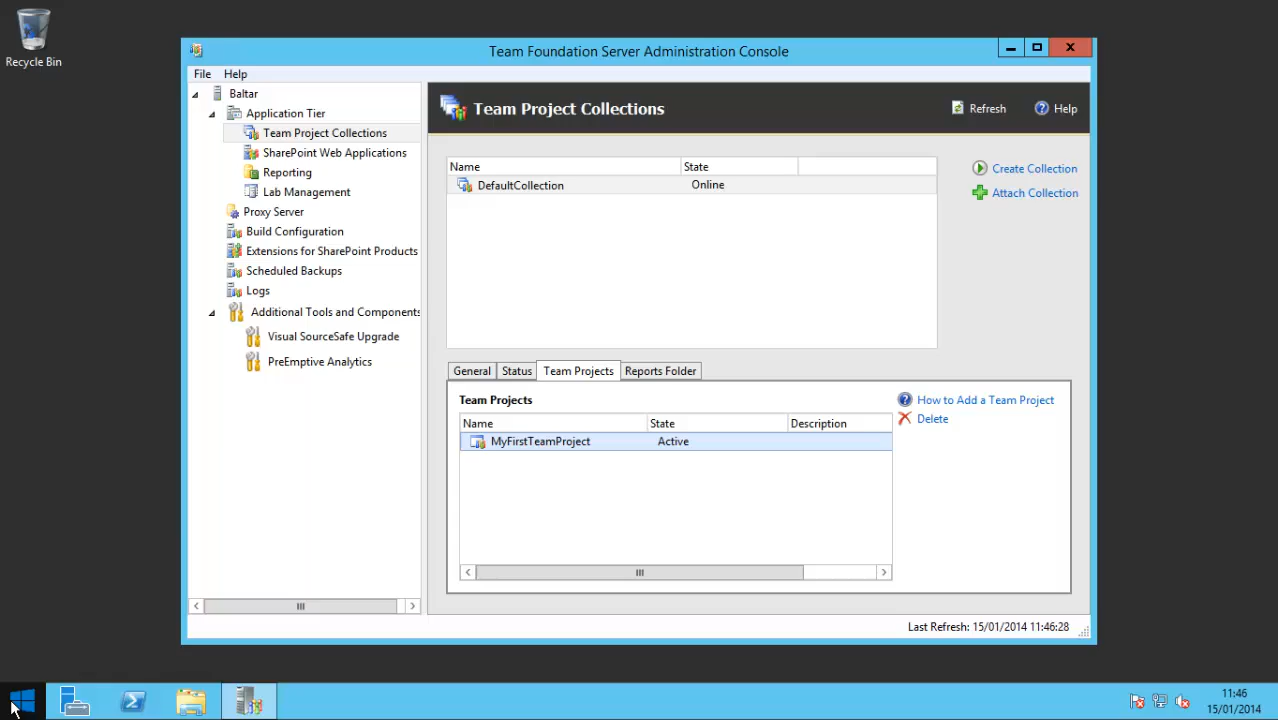 Recycle Bin
Team Foundation Server Administration Console
File Help
Baltar
Application Tier
Team Project Collections
SharePoint Web Applications
Reporting
Lab Management
Proxy Server
Build Configuration
Extensions for SharePoint Products
Scheduled Backups
Logs
Additional Tools and Components
Visual SourceSafe Upgrade
PreEmptive Analytics
Team Project Collections
Refresh Help
Name State
DefaultCollection Online
Create Collection
Attach Collection
General Status Team Projects Reports Folder
Team Projects
Name State Description
MyFirstTeamProject Active
How to Add a Team Project
Delete
Last Refresh: 15/01/2014 11:46:28
11:46
15/01/2014